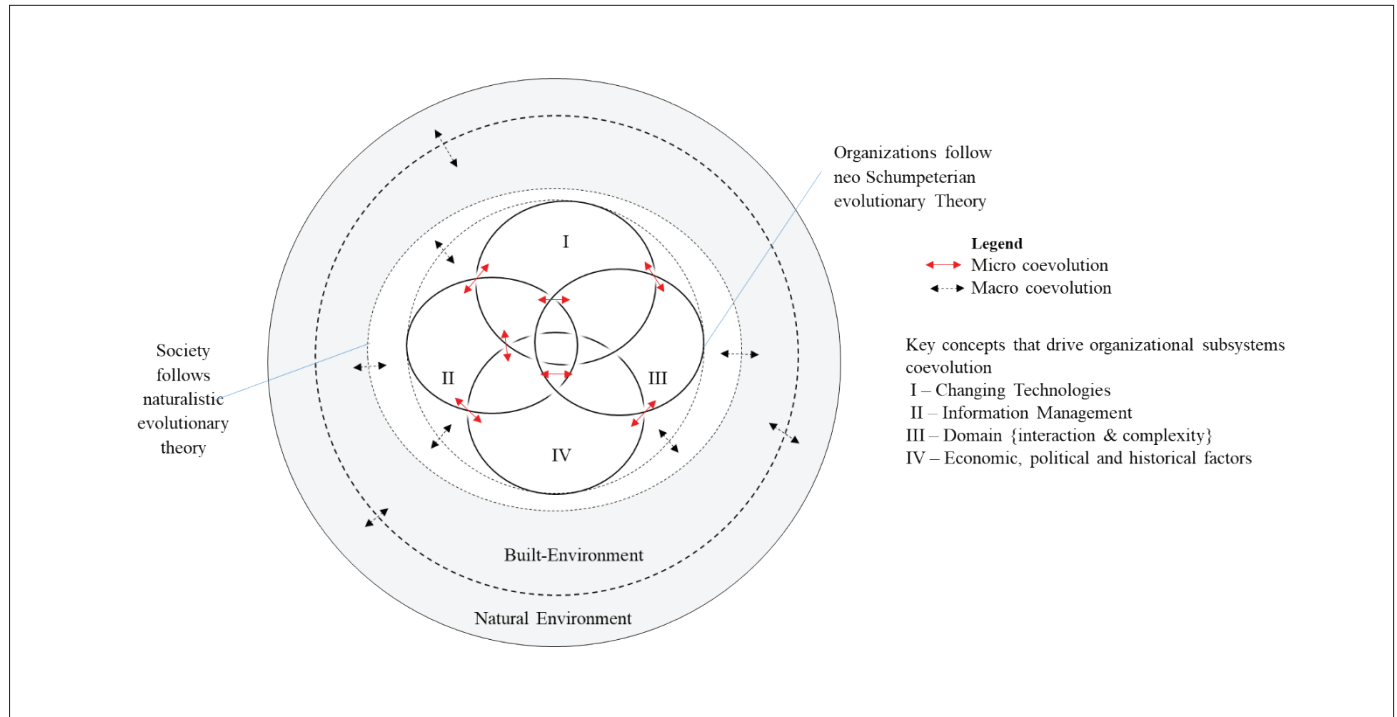 Organizations follow
neo Schumpeterian
evolutionary Theory
Legend
Micro coevolution
Macro coevolution
Society
follows
naturalistic
evolutionary
theory
I
II
III
IV
Key concepts that drive organizational subsystems
coevolution
I – Changing Technologies
II – Information Management
III – Domain {interaction & complexity}
IV – Economic, political and historical factors
Built-Environment
Natural Environment